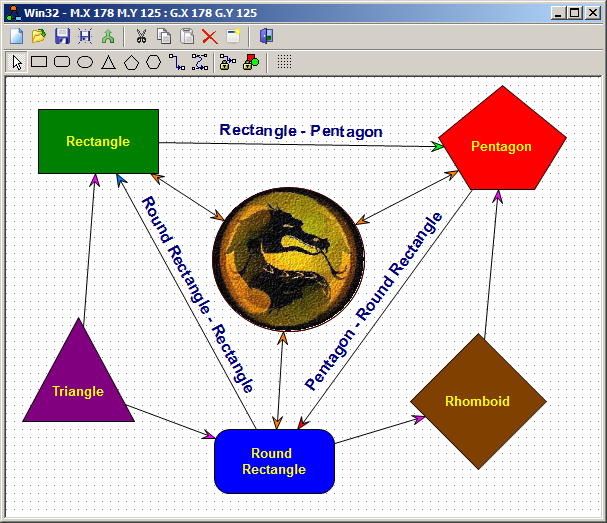 Win32 - M.X 178 M.Y 125 : G.X 178 G.Y 125
Rectangle
Rectangle - Pentagon
Pentagon
Round Rectangle - Rectangle
Pentagon - Round Rectangle
Triangle
Rhomboid
Round
Rectangle